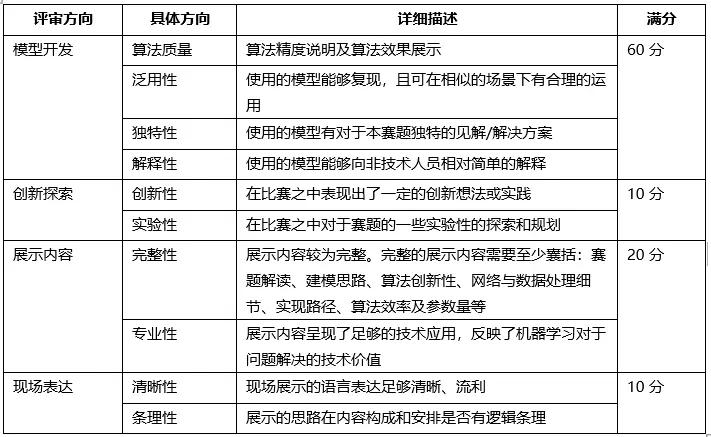 评审方向 具体方向 详细描述 满分
模型开发 算法质量 算法精度说明及算法效果展示 60 分
泛用性 使用的模型能够复现，且可在相似的场景下有合理的运
用
独特性 使用的模型有对于本赛题独特的见解/解决方案
解释性 使用的模型能够向非技术人员相对简单的解释
创新探索 创新性 在比赛之中表现出了一定的创新想法或实践 10 分
实验性 在比赛之中对于赛题的一些实验性的探索和规划
展示内容 完整性 展示内容较为完整。完整的展示内容需要至少囊括：赛 20 分
题解读、建模思路、算法创新性、网络与数据处理细
节、实现路径、算法效率及参数量等
专业性 展示内容呈现了足够的技术应用，反映了机器学习对于
问题解决的技术价值
现场表达 清晰性 现场展示的语言表达足够清晰、流利 10 分
条理性 展示的思路在内容构成和安排是否有逻辑条理